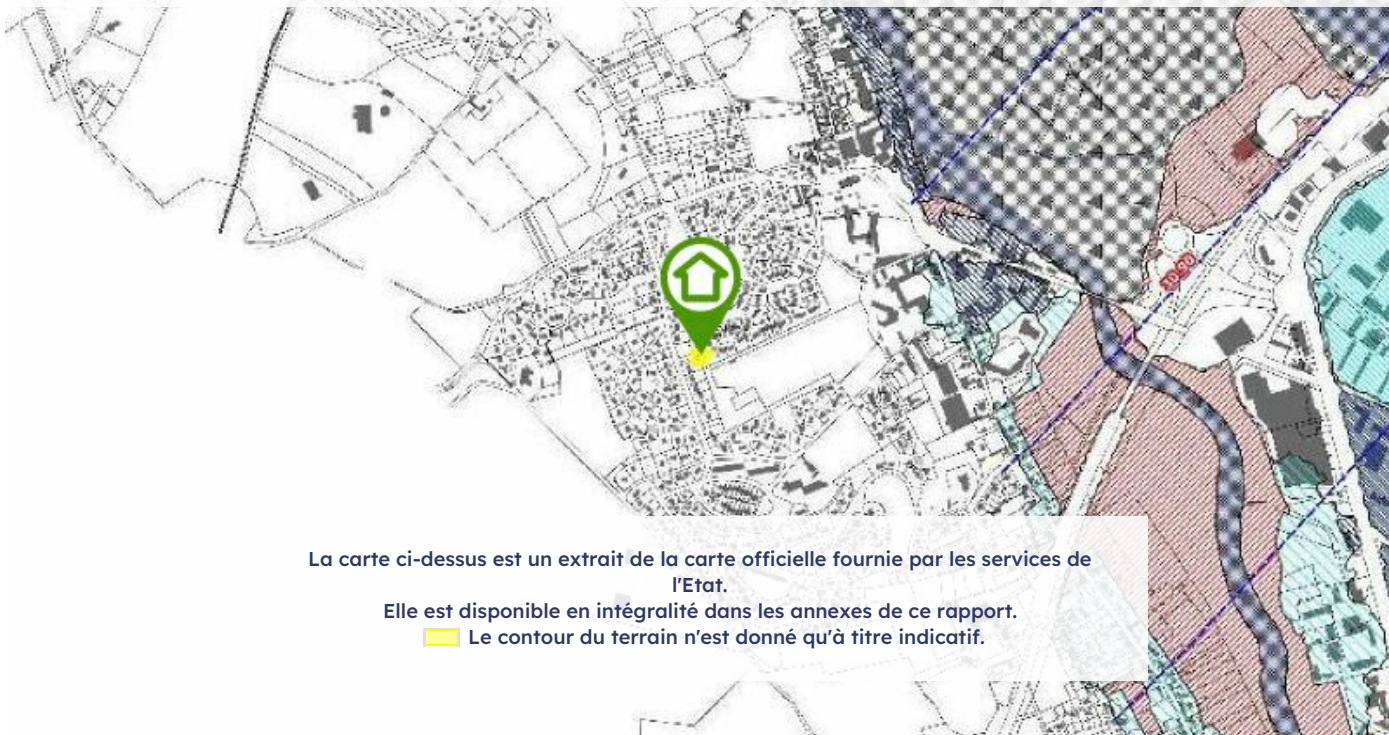 La carte ci-dessus est un extrait de la carte officielle fournie par les services de
l'Etat.
Elle est disponible en intégralité dans les annexes de ce rapport.
Le contour du terrain n'est donné qu'à titre indicatif.